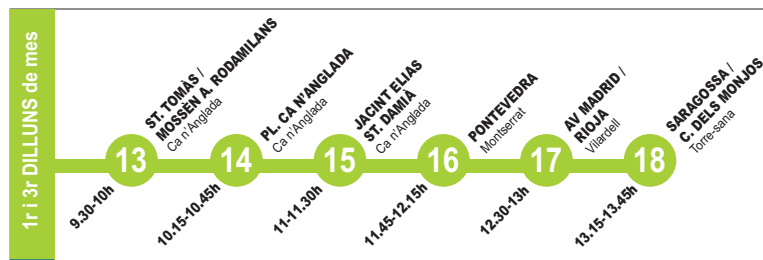 1r i 3r DILLUNS de mes
13
ST. TOMÀS /
MOSSÈN A. RODAMILANS
Ca n'Anglada
9.30-10h
14
PL. CA N'ANGLADA
Ca n'Anglada
10.15-10.45h
15
JACINT ELIAS
ST. DAMIÀ
Ca n'Anglada
11-11.30h
16
PONTEVEDRA
Montserrat
11.45-12.15h
17
AV MADRID /
RIOJA
Vilardell
12.30-13h
18
SARAGOSSA /
C. DELS MONJOS
Torre-sana
13.15-13.45h